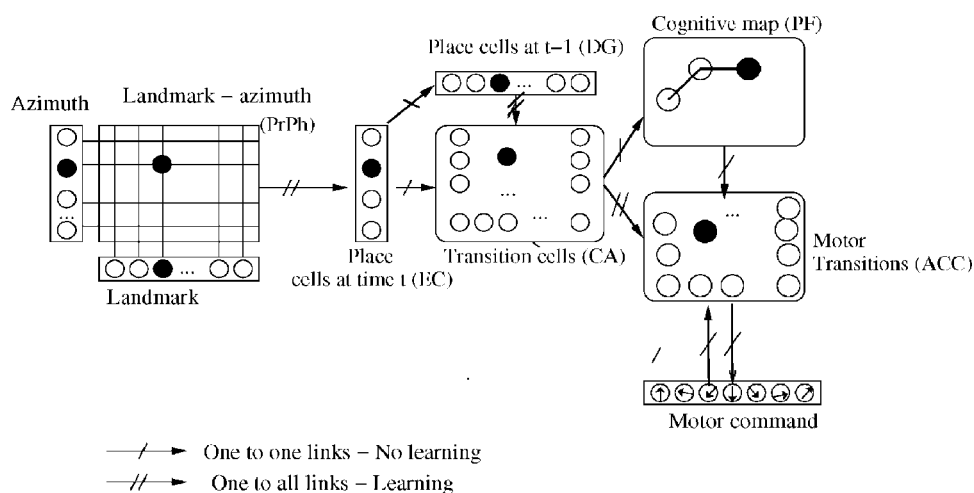 Cognitive map (PF)
Place cells at t−1 (DG)
Azimuth
Landmark − azimuth
(PrPh)
...
...
...
...
...
...
...
Place
cells at time t (EC)
Transition cells (CA)
Motor
Transitions (ACC)
Landmark
Motor command
One to one links − No learning
One to all links − Learning